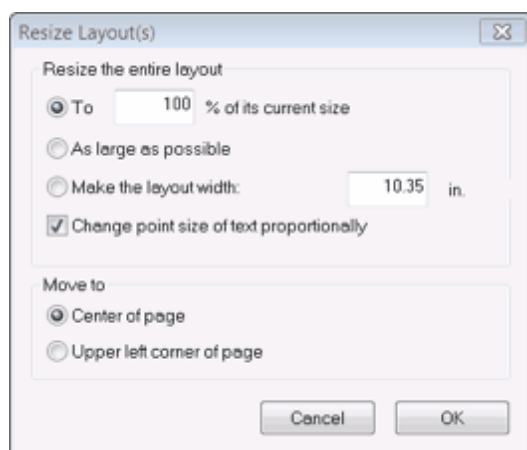 Resize Layout(s)
Resize the entire layout
To 100 % of its current size
As large as possible
Make the layout width: 10.35 in.
Change point size of text proportionally
Move to
Center of page
Upper left corner of page
Cancel OK